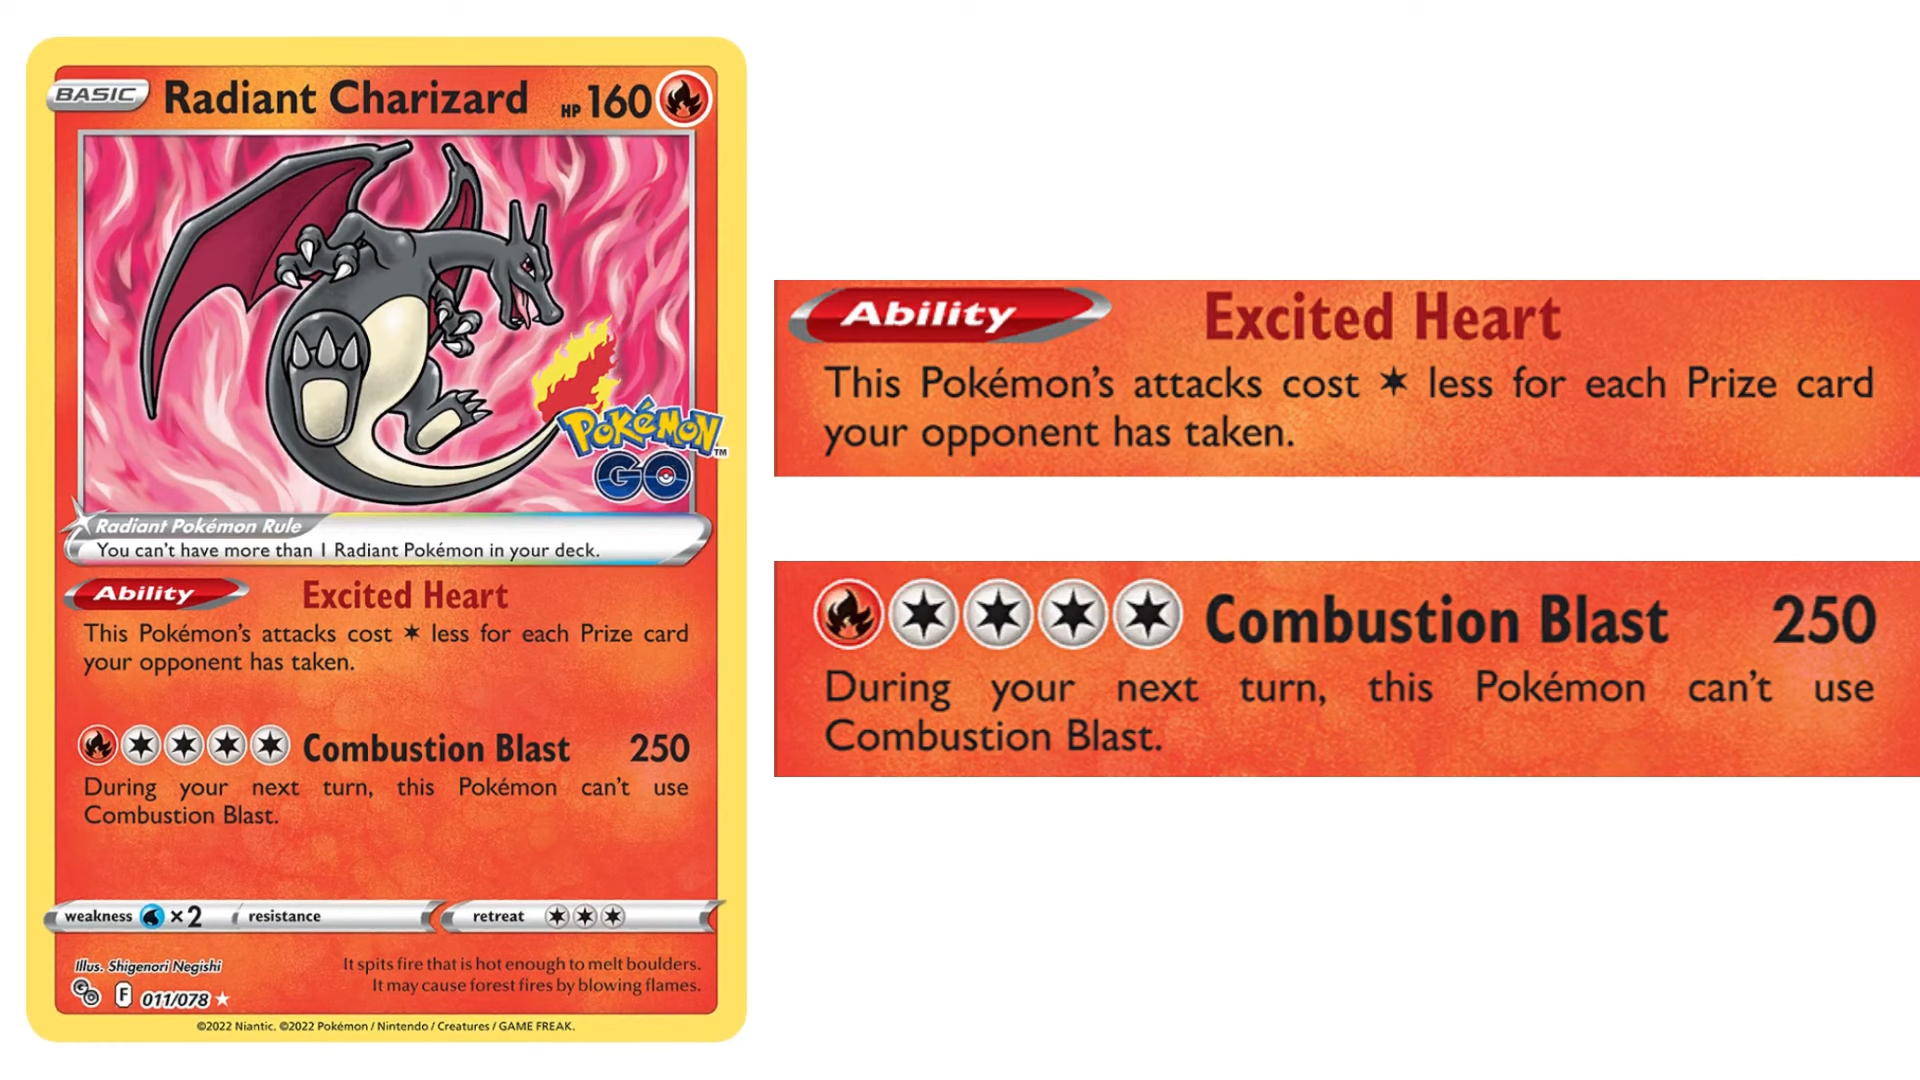 BASIC Radiant Charizard HP 160
Pokémon™
GO
Radiant Pokémon Rule
You can't have more than 1 Radiant Pokémon in your deck.
Ability Excited Heart
This Pokémon's attacks cost ✶ less for each Prize card
your opponent has taken.
Combustion Blast 250
During your next turn, this Pokémon can't use
Combustion Blast.
weakness ×2 resistance retreat
Illus. Shigenori Negishi
It spits fire that is hot enough to melt boulders.
It may cause forest fires by blowing flames.
GO F 011/078 ★
©2022 Niantic. ©2022 Pokémon / Nintendo / Creatures / GAME FREAK.
Ability Excited Heart
This Pokémon's attacks cost ✶ less for each Prize card
your opponent has taken.
Combustion Blast 250
During your next turn, this Pokémon can't use
Combustion Blast.